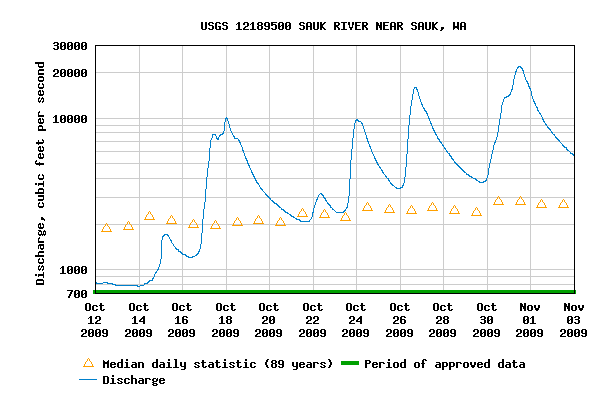 USGS 12189500 SAUK RIVER NEAR SAUK, WA
Discharge, cubic feet per second
30000
20000
10000
1000
700
Oct Oct Oct Oct Oct Oct Oct Oct Oct Oct Nov Nov
12 14 16 18 20 22 24 26 28 30 01 03
2009 2009 2009 2009 2009 2009 2009 2009 2009 2009 2009 2009
Median daily statistic (89 years) Period of approved data
Discharge